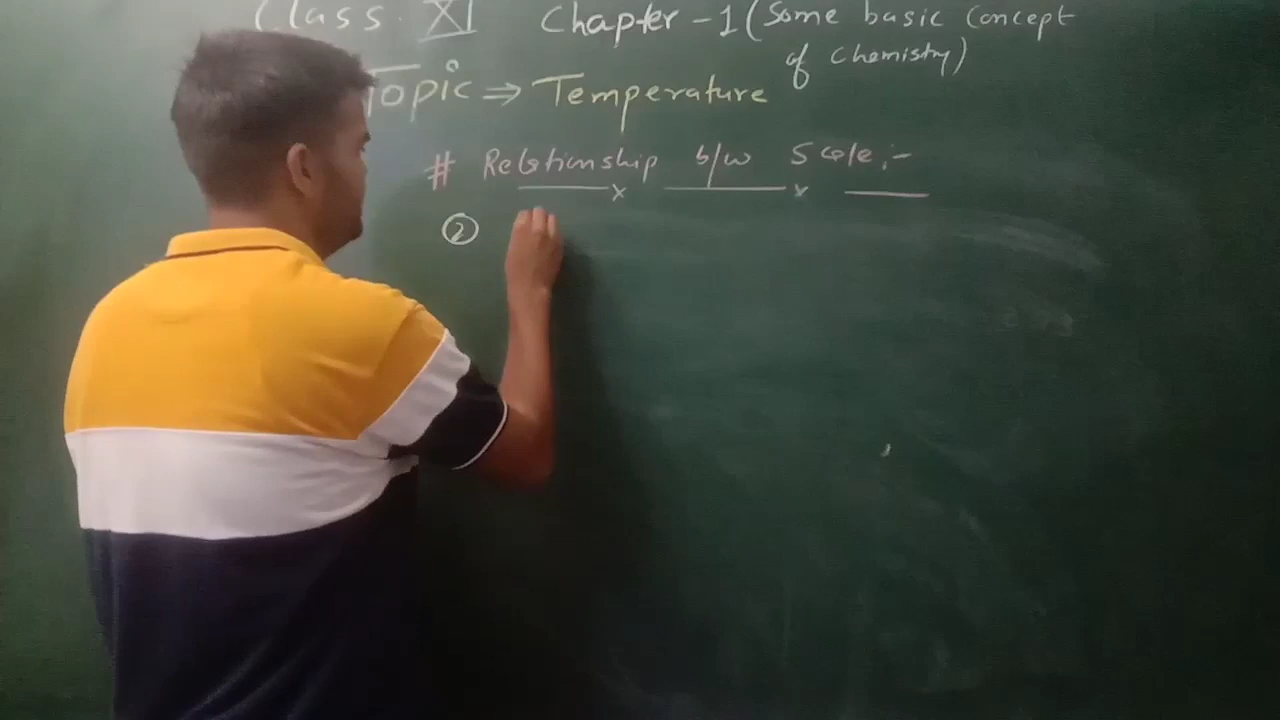 Class. XI Chapter-1 (Some basic Concept
of Chemistry)
Topic ⇒ Temperature
# Relationship b/w Scale:-
②